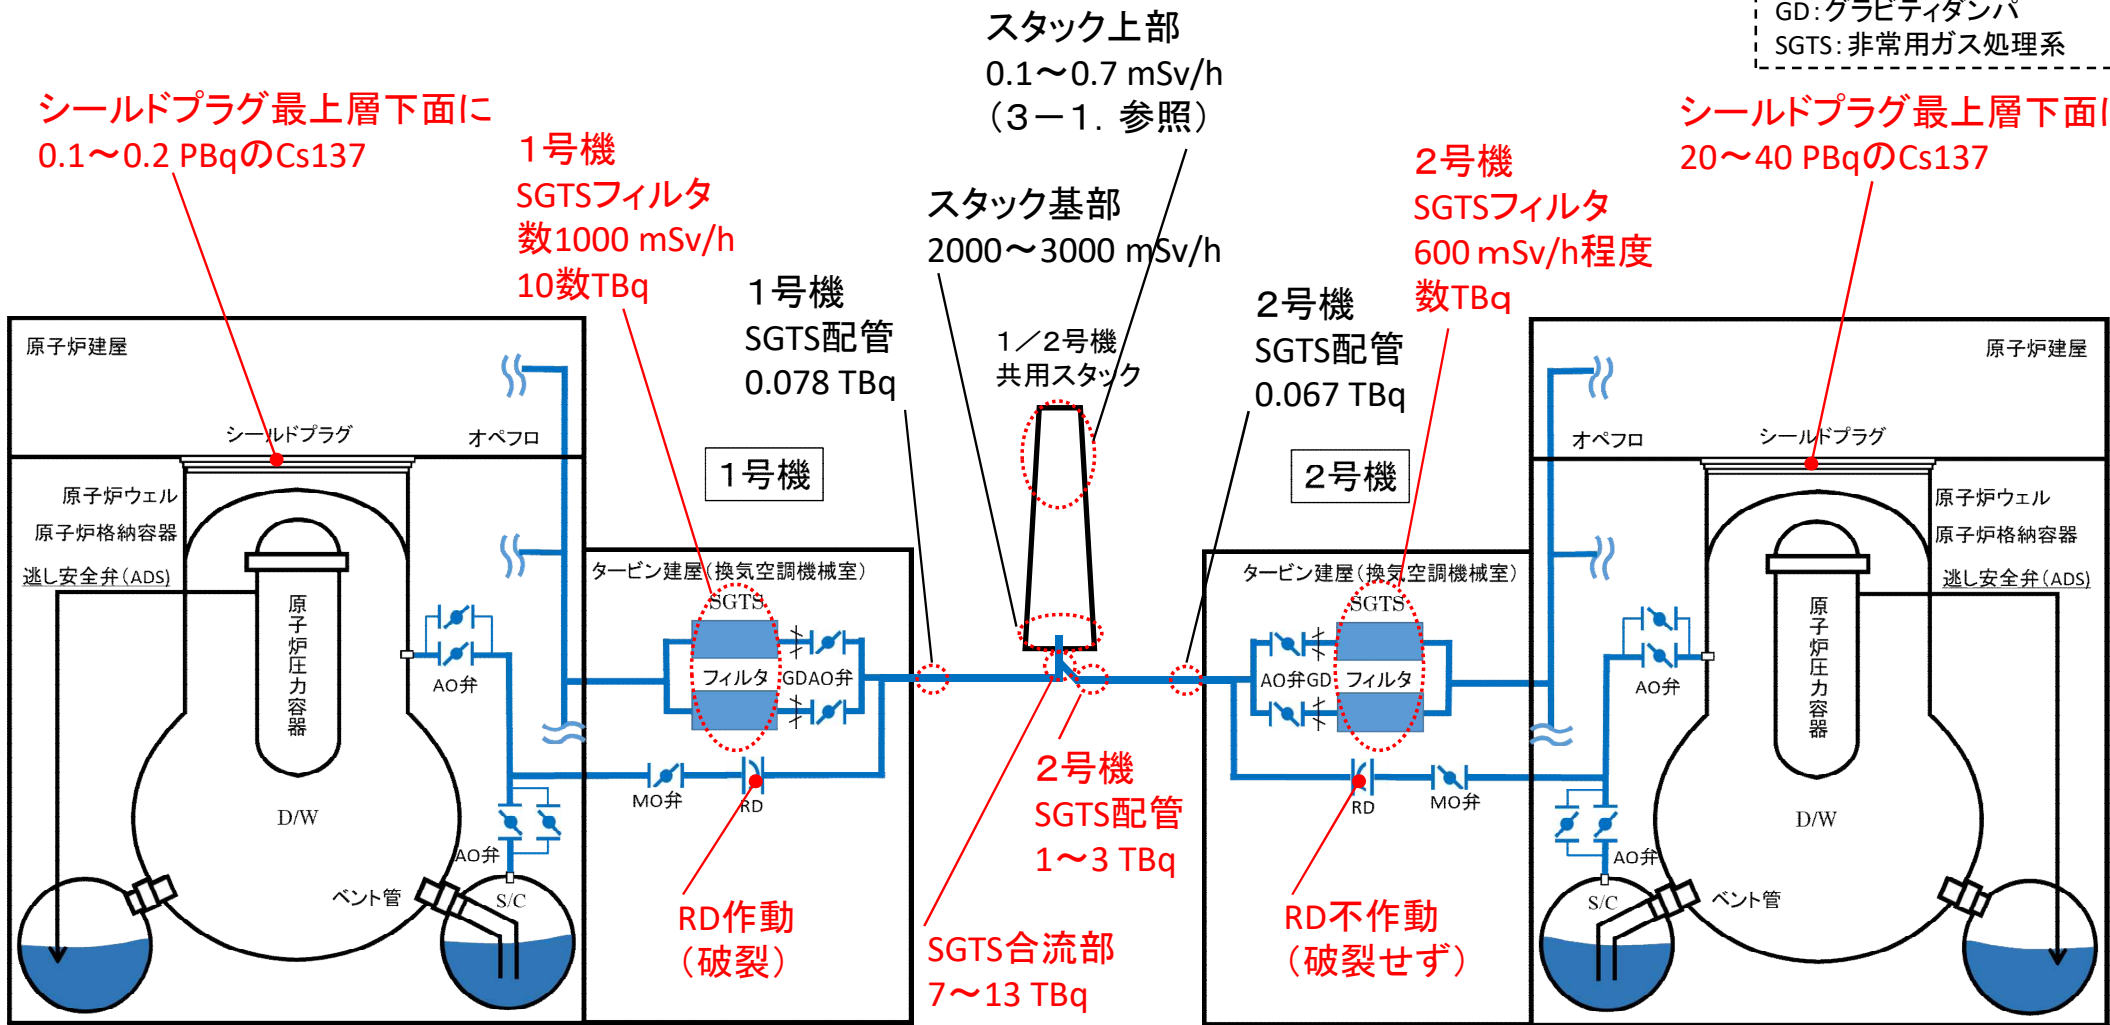 GD：グラビティダンパ
SGTS：非常用ガス処理系
スタック上部
0.1～0.7 mSv/h
（３－１．参照）
シールドプラグ最上層下面に
0.1～0.2 PBqのCs137
シールドプラグ最上層下面に
20～40 PBqのCs137
１号機
SGTSフィルタ
数1000 mSv/h
10数TBq
スタック基部
2000～3000 mSv/h
２号機
SGTSフィルタ
600 ｍSv/h程度
数TBq
１号機
SGTS配管
0.078 TBq
１／２号機
共用スタック
２号機
SGTS配管
0.067 TBq
原子炉建屋
シールドプラグ
オペフロ
原子炉ウェル
原子炉格納容器
逃し安全弁（ADS）
原子炉圧力容器
AO弁
D/W
AO弁
ベント管
S/C
１号機
タービン建屋（換気空調機械室）
SGTS
フィルタ
GD
AO弁
MO弁
RD
RD作動
（破裂）
SGTS合流部
7～13 TBq
２号機
SGTS配管
1～3 TBq
２号機
タービン建屋（換気空調機械室）
SGTS
AO弁
GD
フィルタ
RD
MO弁
RD不作動
（破裂せず）
原子炉建屋
オペフロ
シールドプラグ
原子炉ウェル
原子炉格納容器
逃し安全弁（ADS）
原子炉圧力容器
AO弁
D/W
AO弁
S/C
ベント管